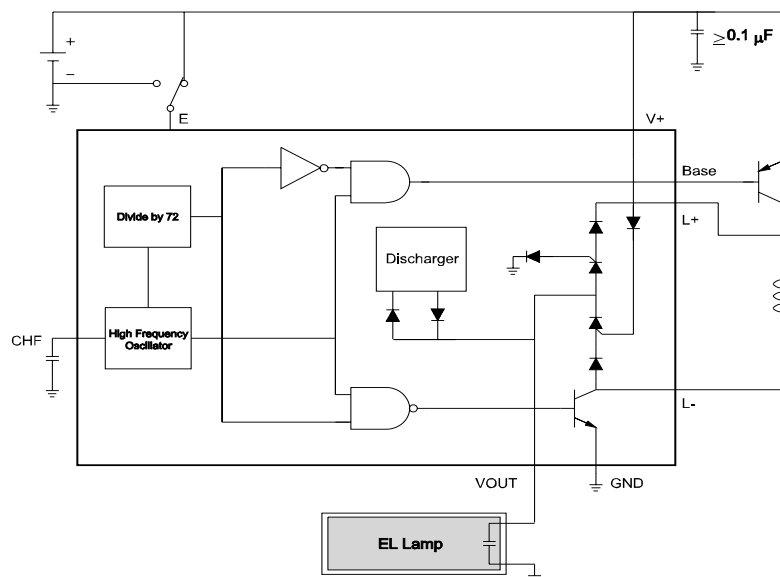 +
≥0.1 μF
−
E
V+
Base
Divide by 72
L+
Discharger
High Frequency
Oscillator
CHF
L-
VOUT
GND
EL Lamp